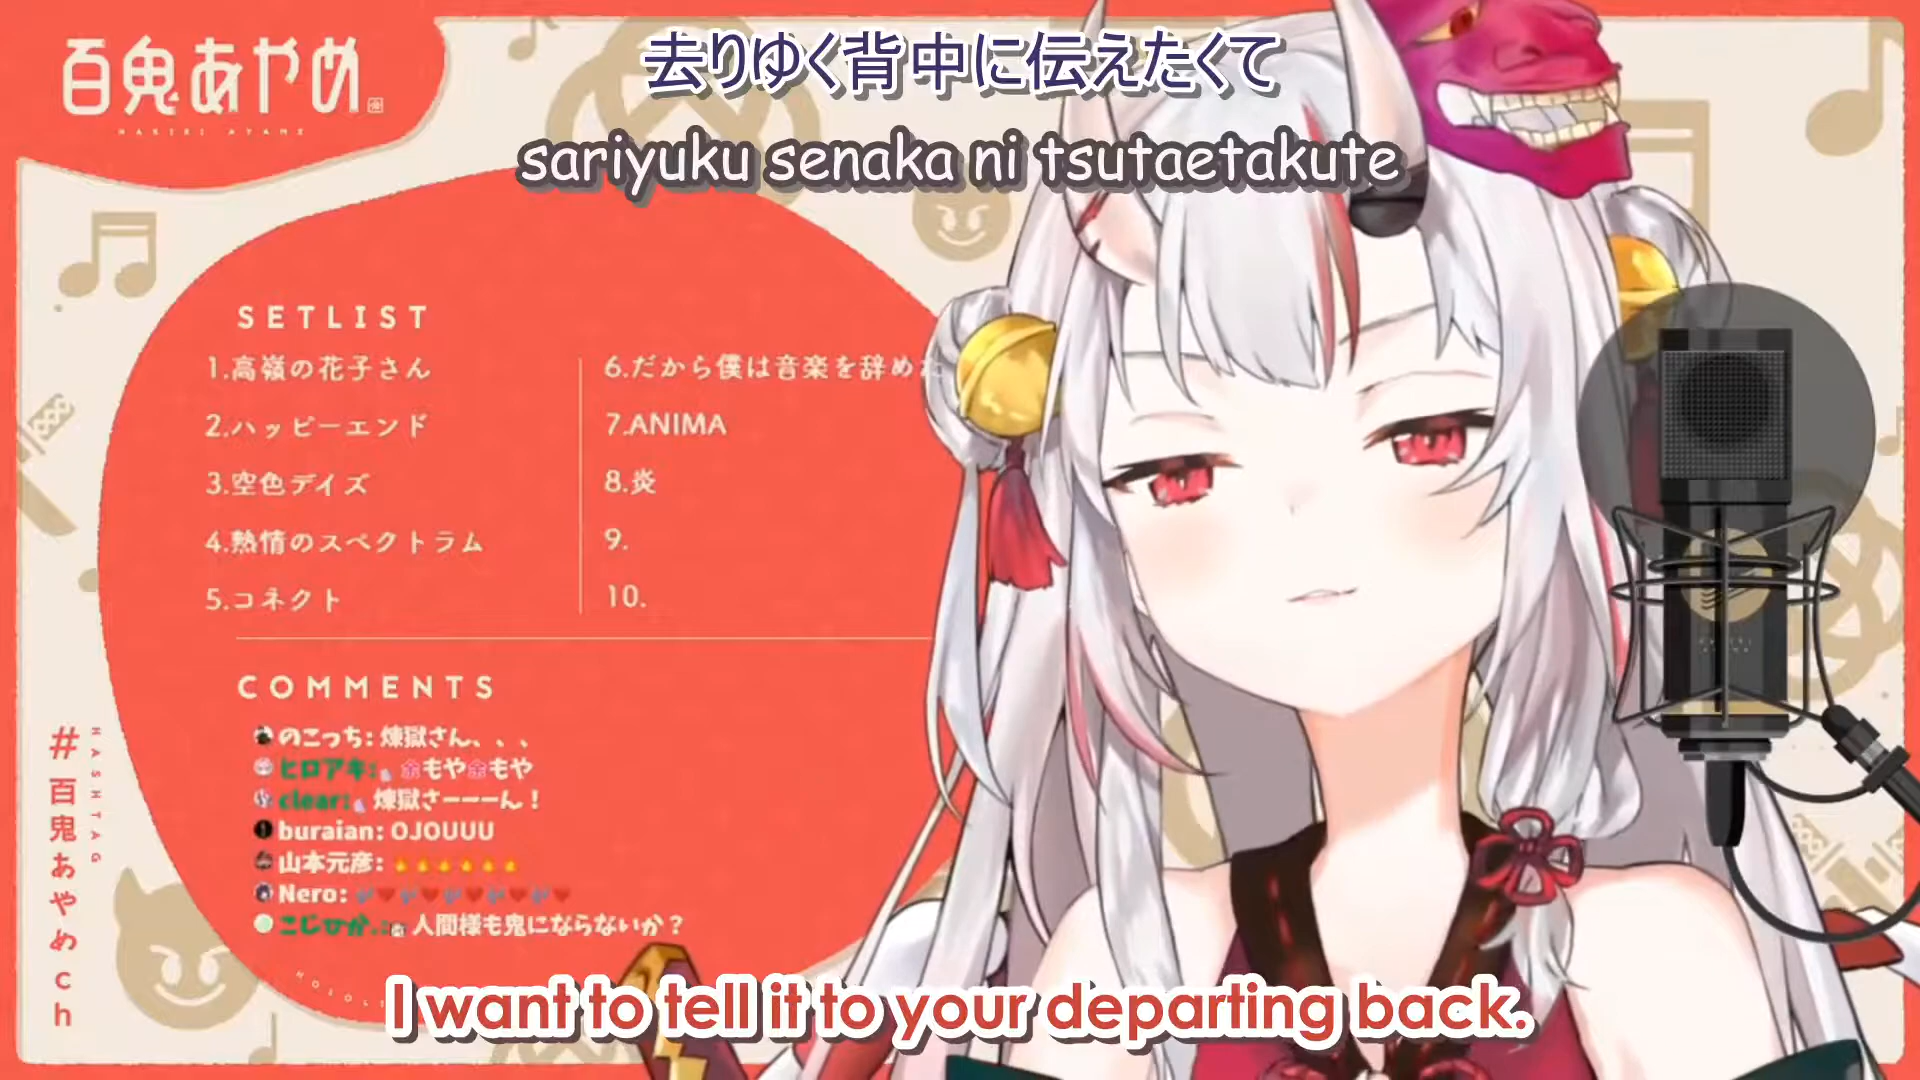 百鬼あやめ
NAKIRI AYAME
去りゆく背中に伝えたくて
sariyuku senaka ni tsutaetakute
SETLIST
1.高嶺の花子さん
2.ハッピーエンド
3.空色デイズ
4.熱情のスペクトラム
5.コネクト
6.だから僕は音楽を辞めた
7.ANIMA
8.炎
9.
10.
COMMENTS
のこっち: 煉獄さん、、、
ヒロアキ: もや もや
clear: 煉獄さーーーん！
buraian: OJOUUU
山本元彦: 🔥🔥🔥🔥🔥🔥
Nero: 
こじひか.: 人間様も鬼にならないか？
HASHTAG
#百鬼あやめch
I want to tell it to your departing back.